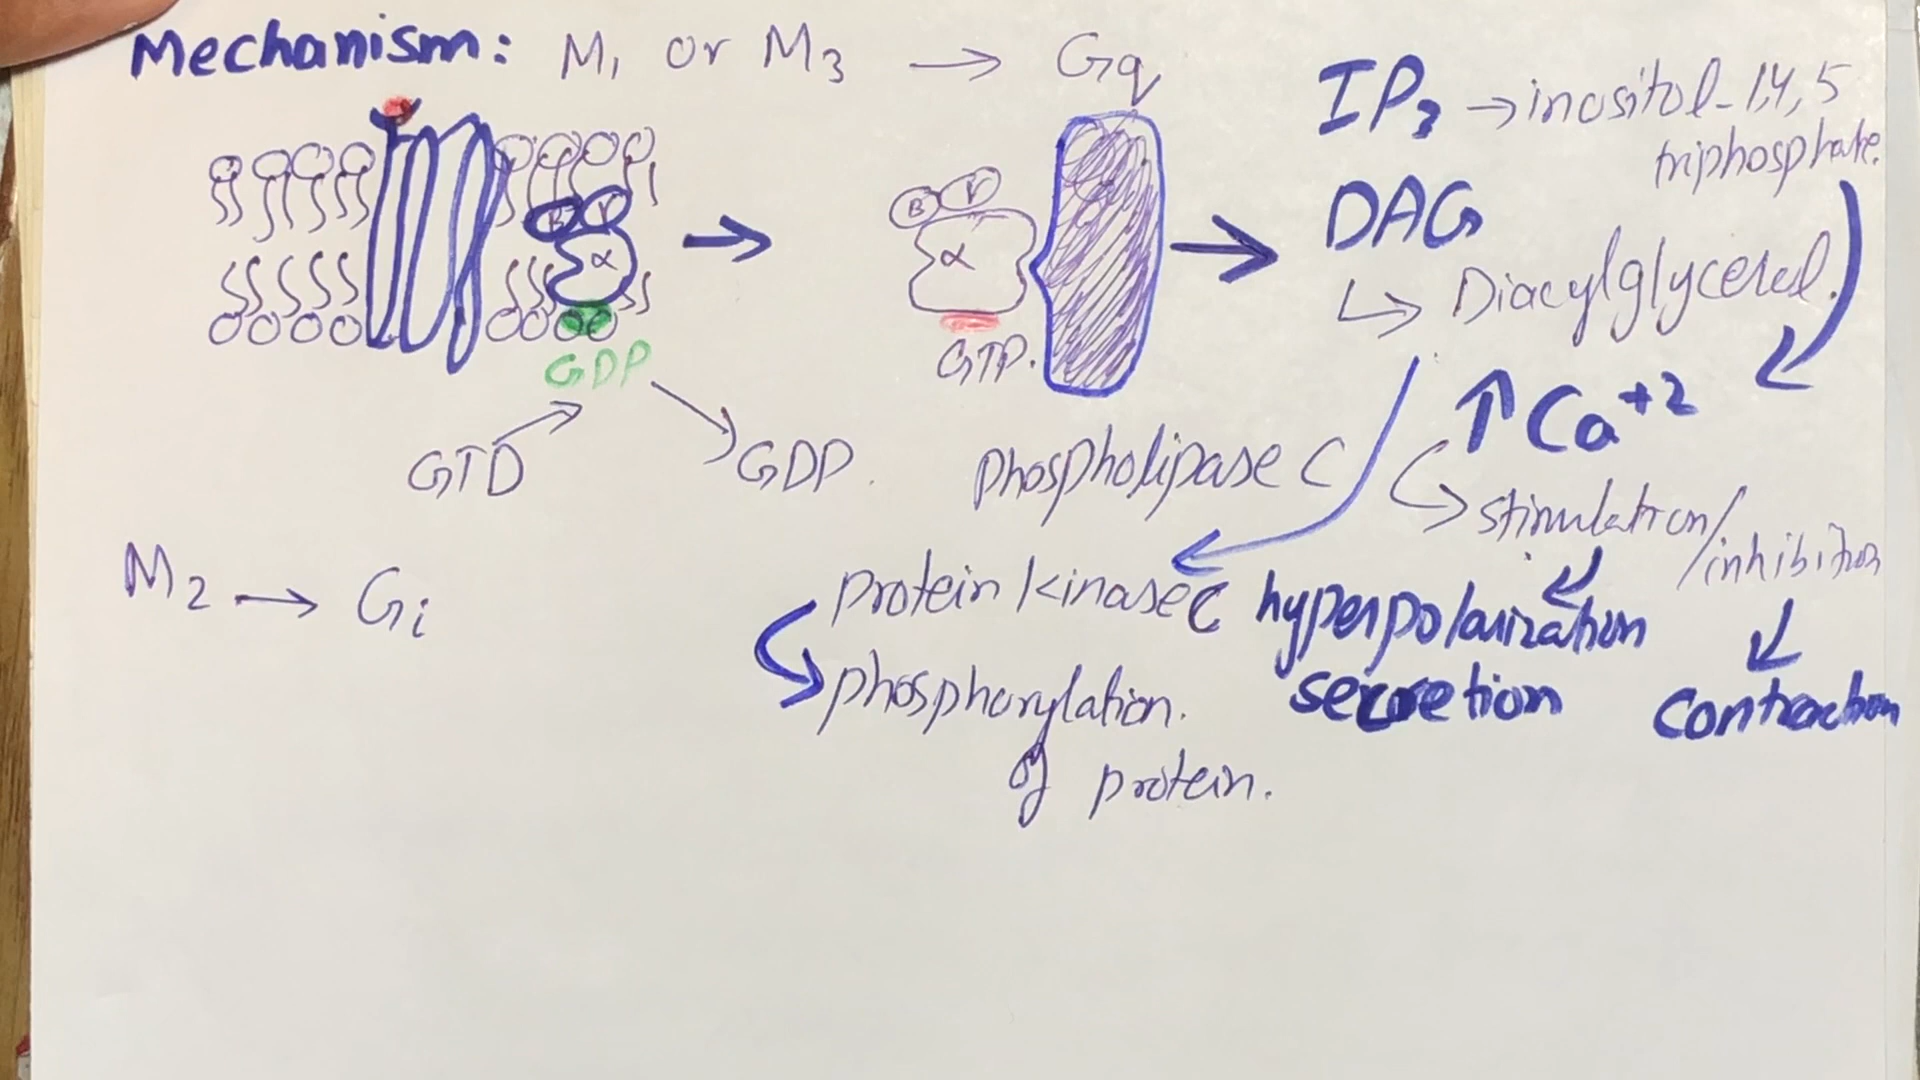 Mechanism: M1 or M3 → Gq
IP3 → inositol-1,4,5
triphosphate.
DAG
↳ Diacylglycerol.
β γ
α
β γ
α
GDP
GTP.
GTD
GDP.
Phospholipase C
↑ Ca+2
↳ stimulation/inhibition
M2 → Gi
protein kinase C
hyperpolarization
secretion
contraction
phosphorylation.
of protein.